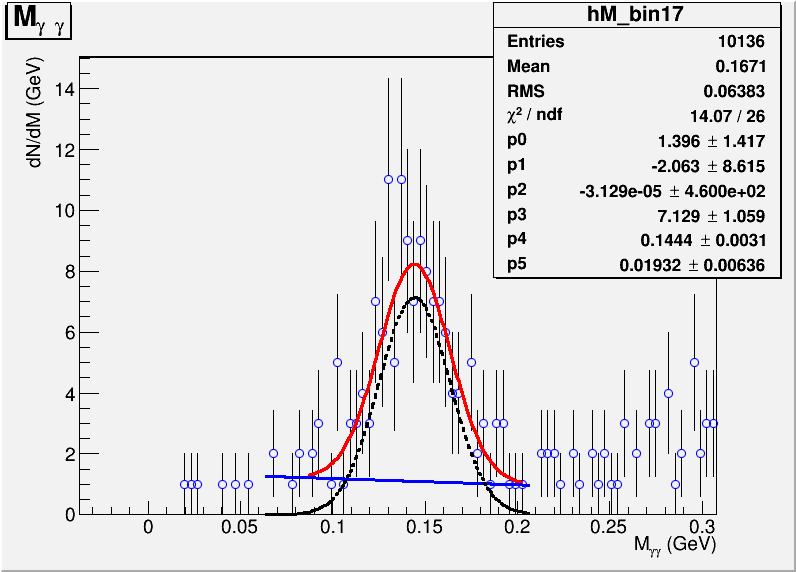 M γ γ
hM_bin17
Entries 10136
Mean 0.1671
RMS 0.06383
χ² / ndf 14.07 / 26
p0 1.396 ± 1.417
p1 -2.063 ± 8.615
p2 -3.129e-05 ± 4.600e+02
p3 7.129 ± 1.059
p4 0.1444 ± 0.0031
p5 0.01932 ± 0.00636
dN/dM (GeV)
14
12
10
8
6
4
2
0
0 0.05 0.1 0.15 0.2 0.25 0.3
M γγ (GeV)